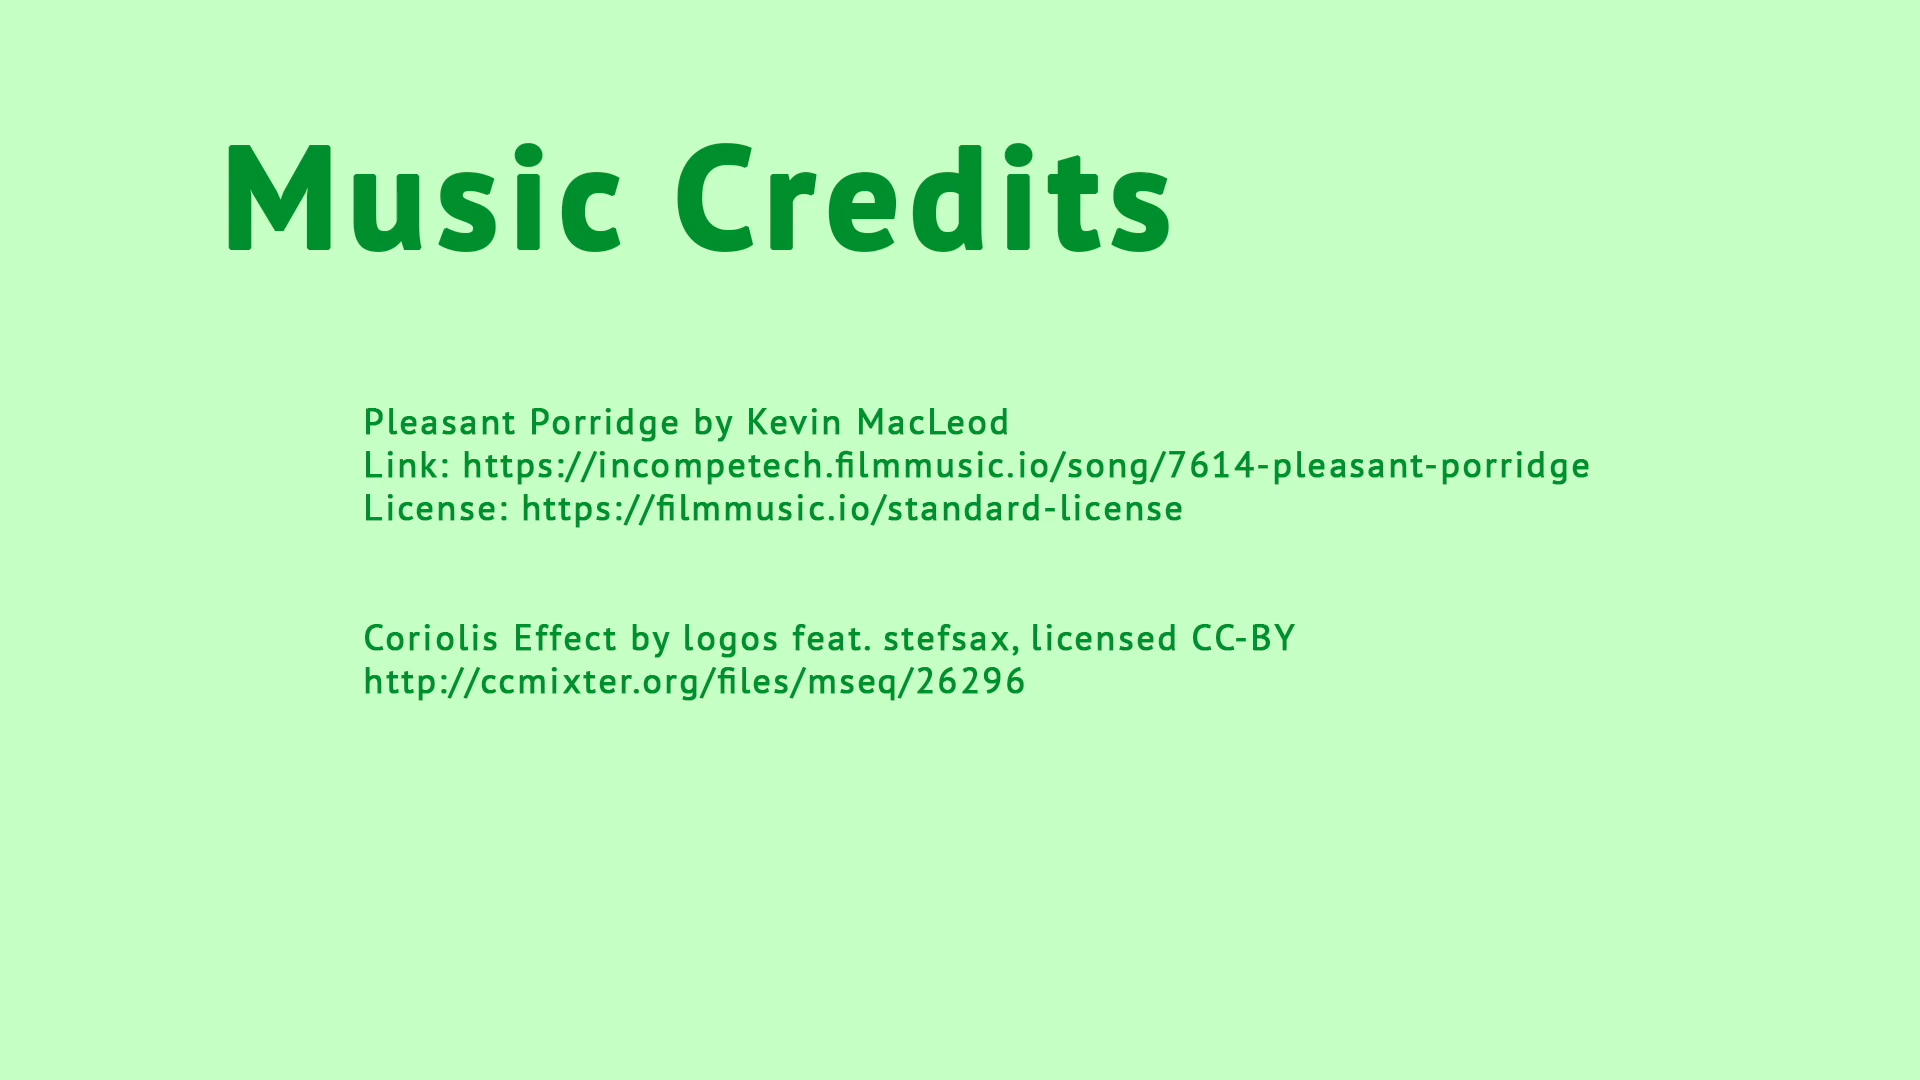 Music Credits
Pleasant Porridge by Kevin MacLeod
Link: https://incompetech.filmmusic.io/song/7614-pleasant-porridge
License: https://filmmusic.io/standard-license
Coriolis Effect by logos feat. stefsax, licensed CC-BY
http://ccmixter.org/files/mseq/26296